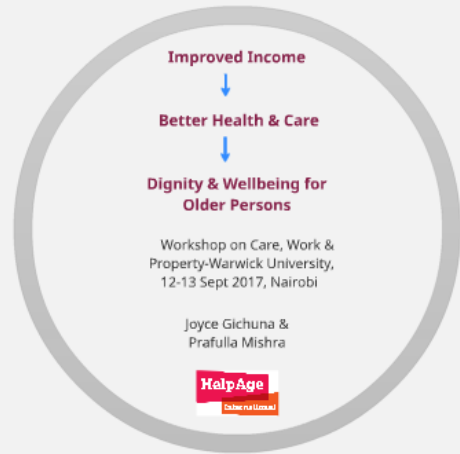 Improved Income
Better Health & Care
Dignity & Wellbeing for
Older Persons
Workshop on Care, Work &
Property-Warwick University,
12-13 Sept 2017, Nairobi
Joyce Gichuna &
Prafulla Mishra
HelpAge
International